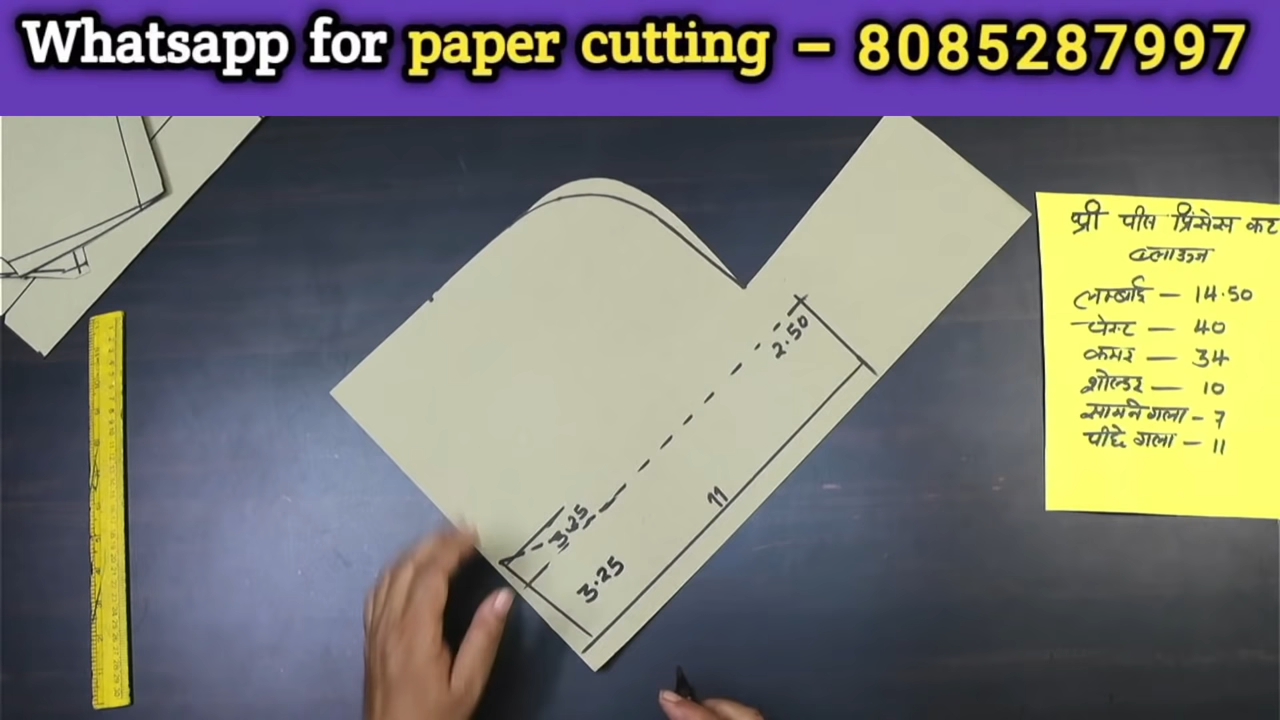 Whatsapp for paper cutting – 8085287997
थ्री पीस प्रिंसेस कट
ब्लाऊज
लम्बाई – 14.50
चेस्ट – 40
कमर – 34
शोल्डर – 10
सामने गला – 7
पीछे गला – 11
2.50
11
3.25
3.25